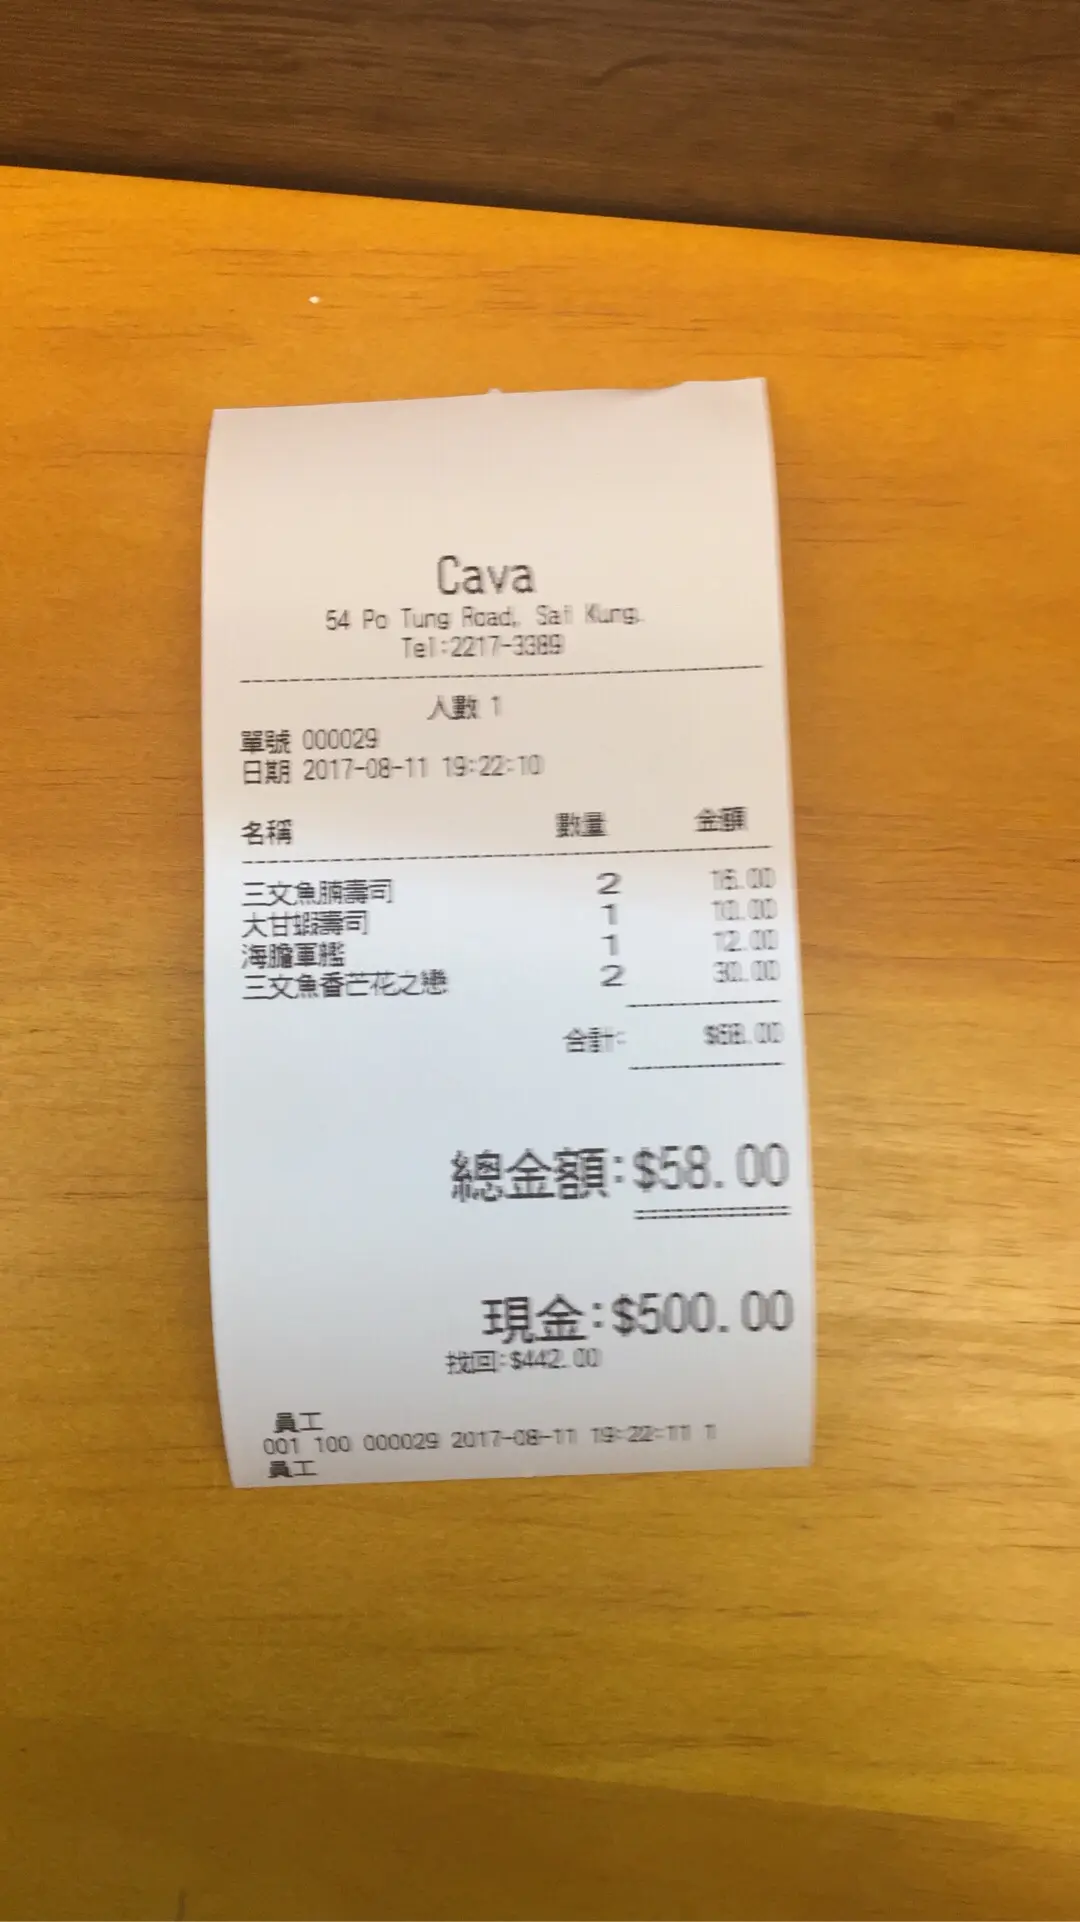 Cava
54 Po Tung Road, Sai Kung.
Tel:2217-3389
人數 1
單號 000029
日期 2017-08-11 19:22:10
名稱 數量 金額
三文魚腩壽司 2 16.00
大甘蝦壽司 1 10.00
海膽軍艦 1 12.00
三文魚香芒花之戀 2 30.00
合計: $68.00
總金額:$58.00
現金:$500.00
找回:$442.00
員工
001 100 000029 2017-08-11 19:22:11 1
員工